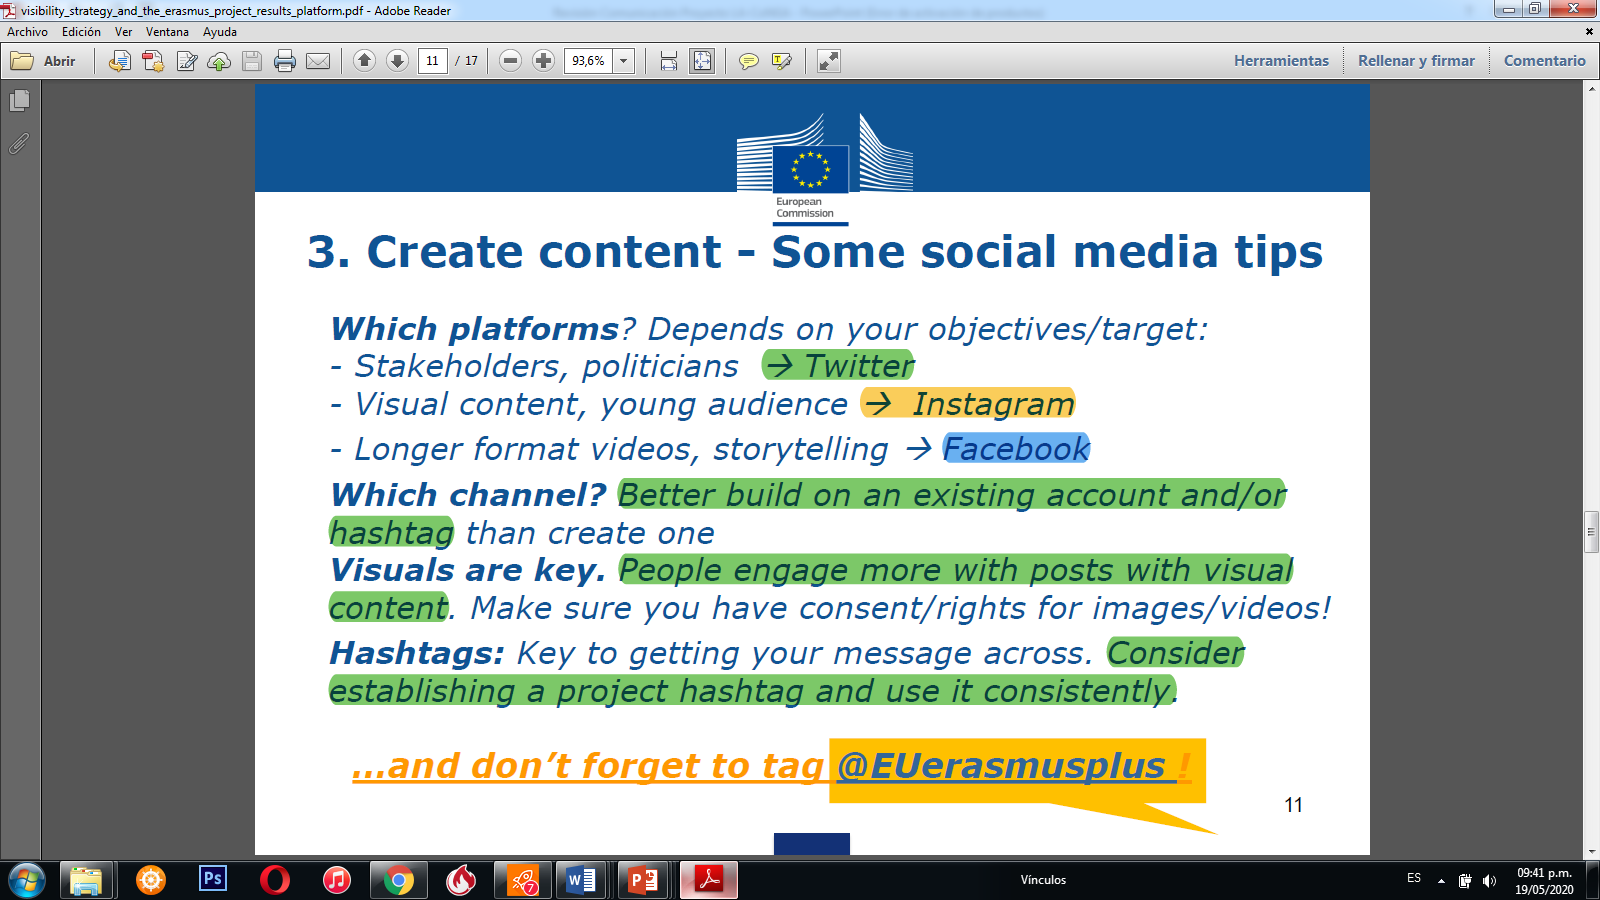 visibility_strategy_and_the_erasmus_project_results_platform.pdf - Adobe Reader
Archivo Edición Ver Ventana Ayuda
Abrir 11 / 17 93,6% Herramientas Rellenar y firmar Comentario
European
Commission
3. Create content - Some social media tips
Which platforms? Depends on your objectives/target:
- Stakeholders, politicians → Twitter
- Visual content, young audience → Instagram
- Longer format videos, storytelling → Facebook
Which channel? Better build on an existing account and/or
hashtag than create one
Visuals are key. People engage more with posts with visual
content. Make sure you have consent/rights for images/videos!
Hashtags: Key to getting your message across. Consider
establishing a project hashtag and use it consistently.
...and don't forget to tag @EUerasmusplus !
11
Ps
7
W
P
Vínculos
ES
09:41 p.m.
19/05/2020